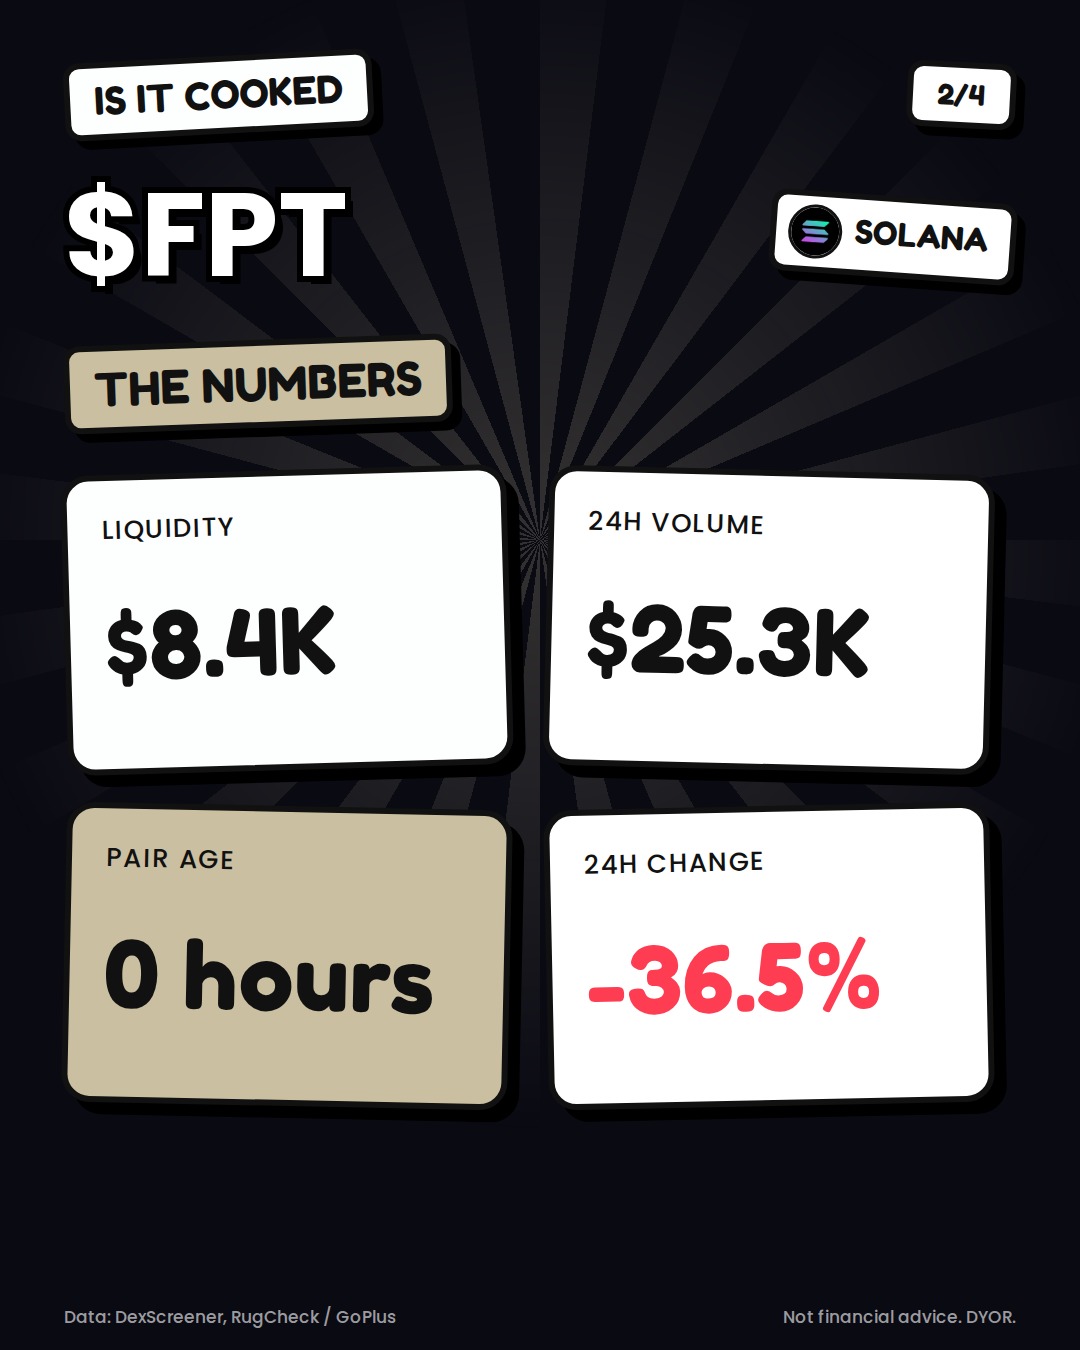 IS IT COOKED
2/4
$FPT
SOLANA
THE NUMBERS
LIQUIDITY
$8.4K
24H VOLUME
$25.3K
PAIR AGE
0 hours
24H CHANGE
-36.5%
Data: DexScreener, RugCheck / GoPlus
Not financial advice. DYOR.